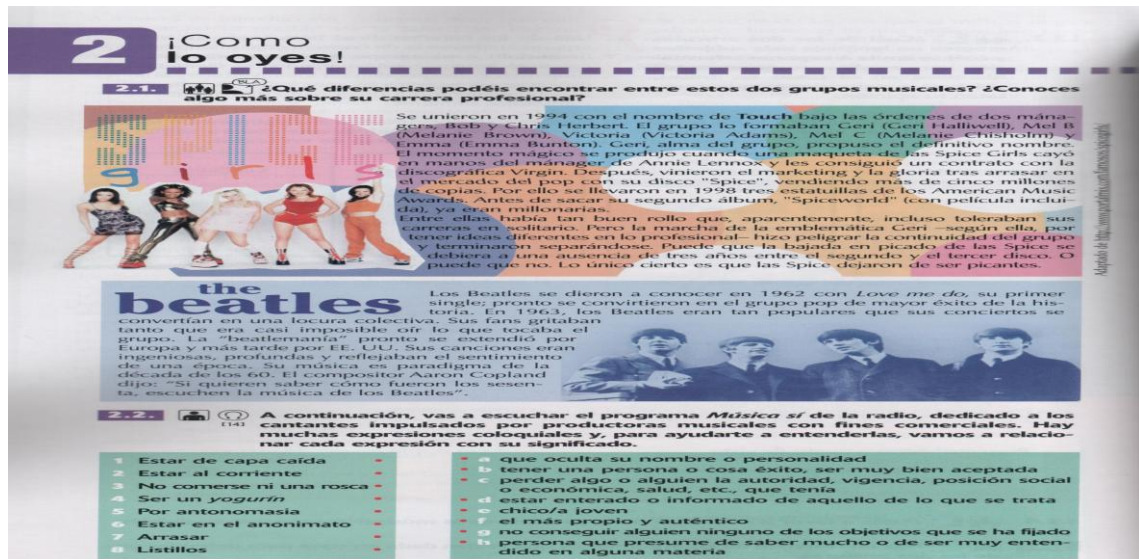 2
¡Como
lo oyes!
2.1. BLA ¿Qué diferencias podéis encontrar entre estos dos grupos musicales? ¿Conoces
algo más sobre su carrera profesional?
SPICE
girls
Se unieron en 1994 con el nombre de Touch bajo las órdenes de dos mána-
gers, Bob y Chris Herbert. El grupo lo formaban Geri (Geri Halliwell), Mel B
(Melanie Brown), Victoria (Victoria Adams), Mel C (Melanie Chisholm) y
Emma (Emma Bunton). Geri, alma del grupo, propuso el definitivo nombre.
El momento mágico se produjo cuando una maqueta de las Spice Girls cayó
en manos del mánager de Annie Lennox y les consiguió un contrato con la
discográfica Virgin. Después, vinieron el marketing y la gloria tras arrasar en
el mercado del pop con su disco "Spice", vendiendo más de cinco millones
de copias. Por ello se llevaron en 1998 tres estatuillas de los American Music
Awards. Antes de sacar su segundo álbum, "Spiceworld" (con película inclui-
da), ya eran millonarias.
Entre ellas había tan buen rollo que, aparentemente, incluso toleraban sus
carreras en solitario. Pero la marcha de la emblemática Geri –según ella, por
tener ideas diferentes en lo profesional– hizo peligrar la continuidad del grupo
y terminaron separándose. Puede que la bajada en picado de las Spice se
debiera a una ausencia de tres años entre el segundo y el tercer disco. O
puede que no. Lo único cierto es que las Spice dejaron de ser picantes.
Adaptado de
the
beatles
Los Beatles se dieron a conocer en 1962 con Love me do, su primer
single; pronto se convirtieron en el grupo pop de mayor éxito de la his-
toria. En 1963, los Beatles eran tan populares que sus conciertos se
convertían en una locura colectiva. Sus fans gritaban
tanto que era casi imposible oír lo que tocaba el
grupo. La "beatlemanía" pronto se extendió por
Europa y más tarde por EE. UU. Sus canciones eran
ingeniosas, profundas y reflejaban el sentimiento
de una época. Su música es paradigma de la
década de los 60. El compositor Aaron Copland
dijo: "Si quieren saber cómo fueron los sesen-
ta, escuchen la música de los Beatles".
2.2. [14] A continuación, vas a escuchar el programa Música sí de la radio, dedicado a los
cantantes impulsados por productoras musicales con fines comerciales. Hay
muchas expresiones coloquiales y, para ayudarte a entenderlas, vamos a relacio-
nar cada expresión con su significado.
1 Estar de capa caída •
2 Estar al corriente •
3 No comerse ni una rosca •
4 Ser un yogurín •
5 Por antonomasia •
6 Estar en el anonimato •
7 Arrasar •
8 Listillos •
• a que oculta su nombre o personalidad
• b tener una persona o cosa éxito, ser muy bien aceptada
• c perder algo o alguien la autoridad, vigencia, posición social
o económica, salud, etc., que tenía
• d estar enterado o informado de aquello de lo que se trata
• e chico/a joven
• f el más propio y auténtico
• g no conseguir alguien ninguno de los objetivos que se ha fijado
• h persona que presume de saber mucho o de ser muy enten-
dido en alguna materia